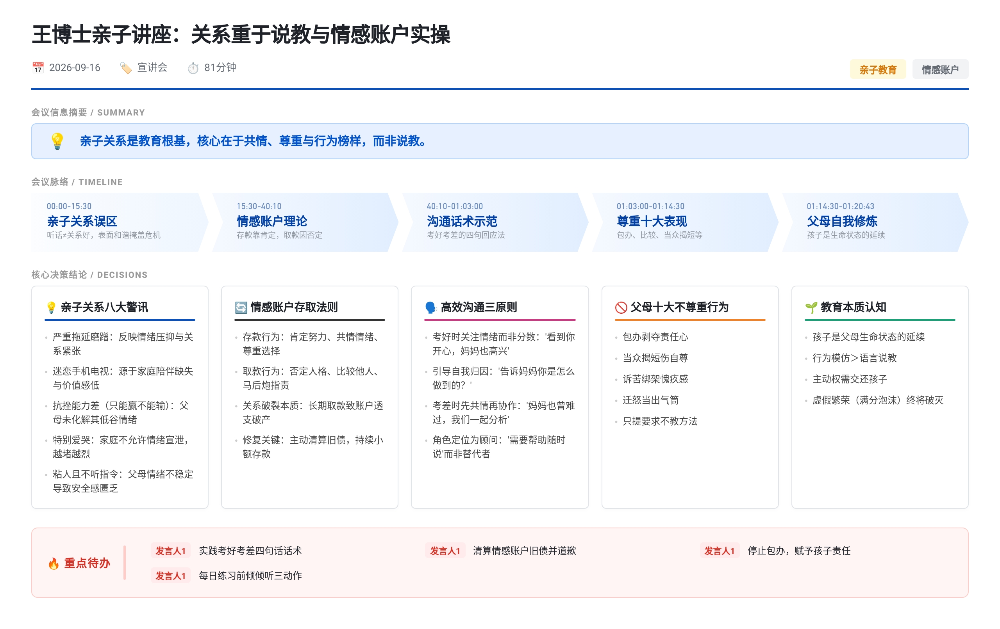 王博士亲子讲座：关系重于说教与情感账户实操
2026-09-16
宣讲会
81分钟
亲子教育
情感账户
会议信息摘要 / SUMMARY
亲子关系是教育根基，核心在于共情、尊重与行为榜样，而非说教。
会议脉络 / TIMELINE
00:00-15:30
亲子关系误区
听话≠关系好，表面和谐掩盖危机
15:30-40:10
情感账户理论
存款靠肯定，取款因否定
40:10-01:03:00
沟通话术示范
考好考差的四句回应法
01:03:00-01:14:30
尊重十大表现
包办、比较、当众揭短等
01:14:30-01:20:43
父母自我修炼
孩子是生命状态的延续
核心决策结论 / DECISIONS
亲子关系八大警讯
严重拖延磨蹭：反映情绪压抑与关
系紧张
迷恋手机电视：源于家庭陪伴缺失
与价值感低
抗挫能力差（只能赢不能输）：父
母未化解其低谷情绪
特别爱哭：家庭不允许情绪宣泄，
越堵越烈
粘人且不听指令：父母情绪不稳定
导致安全感匮乏
情感账户存取法则
存款行为：肯定努力、共情情绪、
尊重选择
取款行为：否定人格、比较他人、
马后炮指责
关系破裂本质：长期取款致账户透
支破产
修复关键：主动清算旧债，持续小
额存款
高效沟通三原则
考好时关注情绪而非分数：'看到你
开心，妈妈也高兴'
引导自我归因：'告诉妈妈你是怎么
做到的？'
考差时先共情再协作：'妈妈也曾难
过，我们一起分析'
角色定位为顾问：'需要帮助随时
说'而非替代者
父母十大不尊重行为
包办剥夺责任心
当众揭短伤自尊
诉苦绑架愧疚感
迁怒当出气筒
只提要求不教方法
教育本质认知
孩子是父母生命状态的延续
行为模仿＞语言说教
主动权需交还孩子
虚假繁荣（满分泡沫）终将破灭
重点待办
发言人1 实践考好考差四句话话术
发言人1 清算情感账户旧债并道歉
发言人1 停止包办，赋予孩子责任
发言人1 每日练习前倾倾听三动作